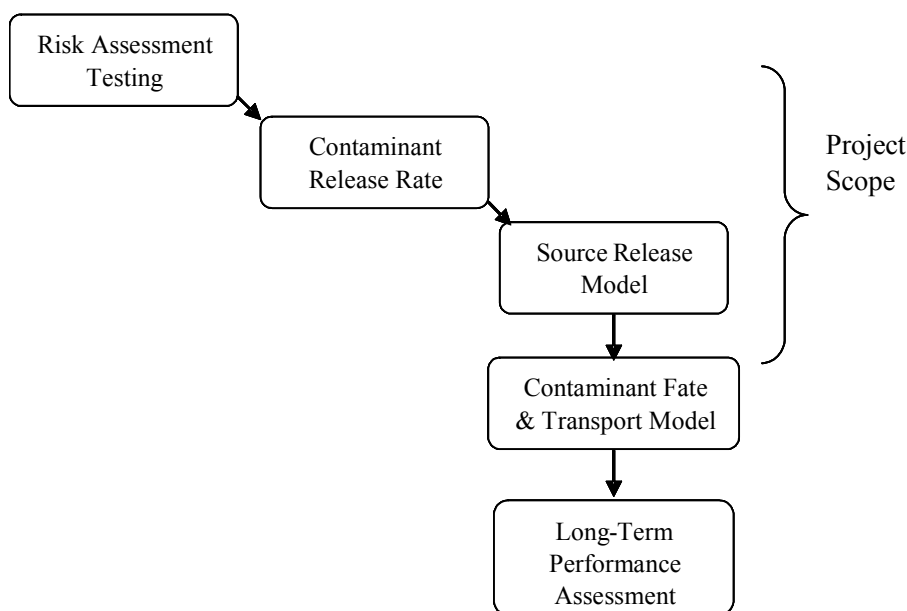 Risk Assessment
Testing
Contaminant
Release Rate
Project
Scope
Source Release
Model
Contaminant Fate
& Transport Model
Long-Term
Performance
Assessment